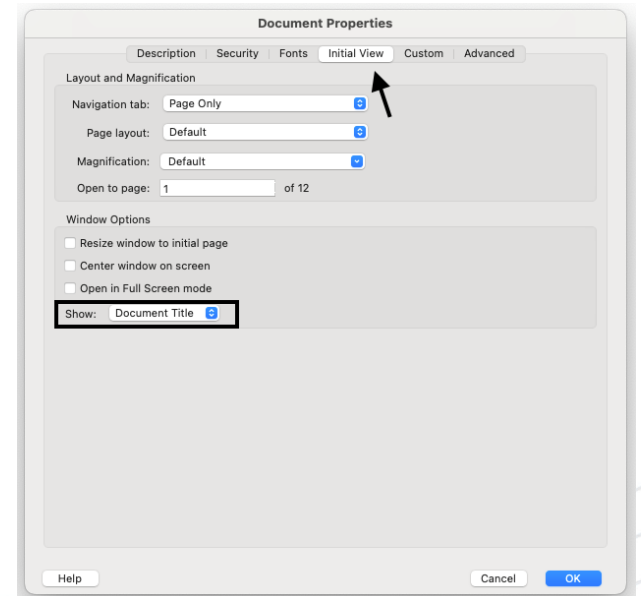 Document Properties
Description Security Fonts Initial View Custom Advanced
Layout and Magnification
Navigation tab: Page Only
Page layout: Default
Magnification: Default
Open to page: 1 of 12
Window Options
Resize window to initial page
Center window on screen
Open in Full Screen mode
Show: Document Title
Help Cancel OK